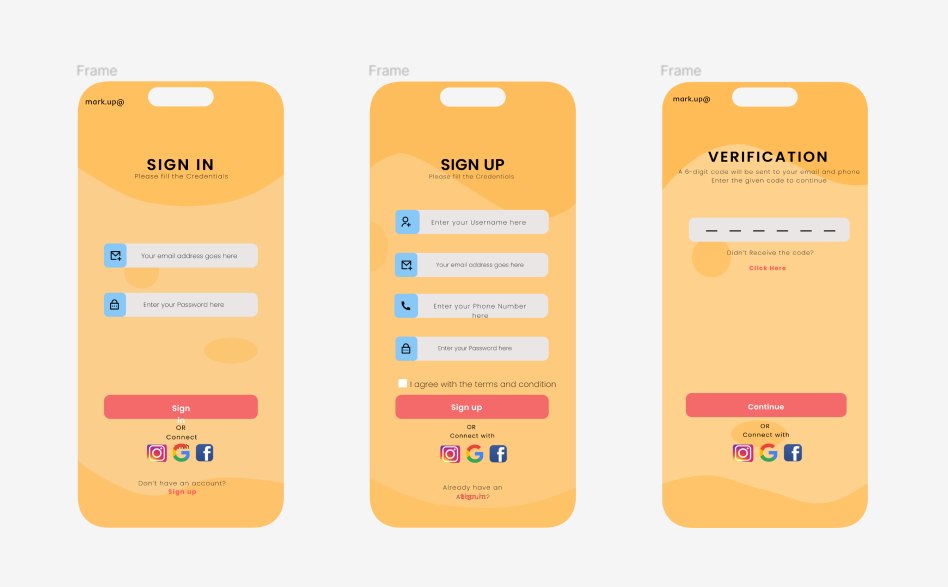 Frame
mark.up@
SIGN IN
Please fill the Credentials
Your email address goes here
Enter your Password here
Sign
in
OR
Connect
with
Don't have an account?
Sign up
Frame
SIGN UP
Please fill the Credentials
Enter your Username here
Your email address goes here
Enter your Phone Number
here
Enter your Password here
I agree with the terms and condition
Sign up
OR
Connect with
Already have an
Account?
Sign in
Frame
mark.up@
VERIFICATION
A 6-digit code will be sent to your email and phone
Enter the given code to continue
Didn't Receive the code?
Click Here
Continue
OR
Connect with